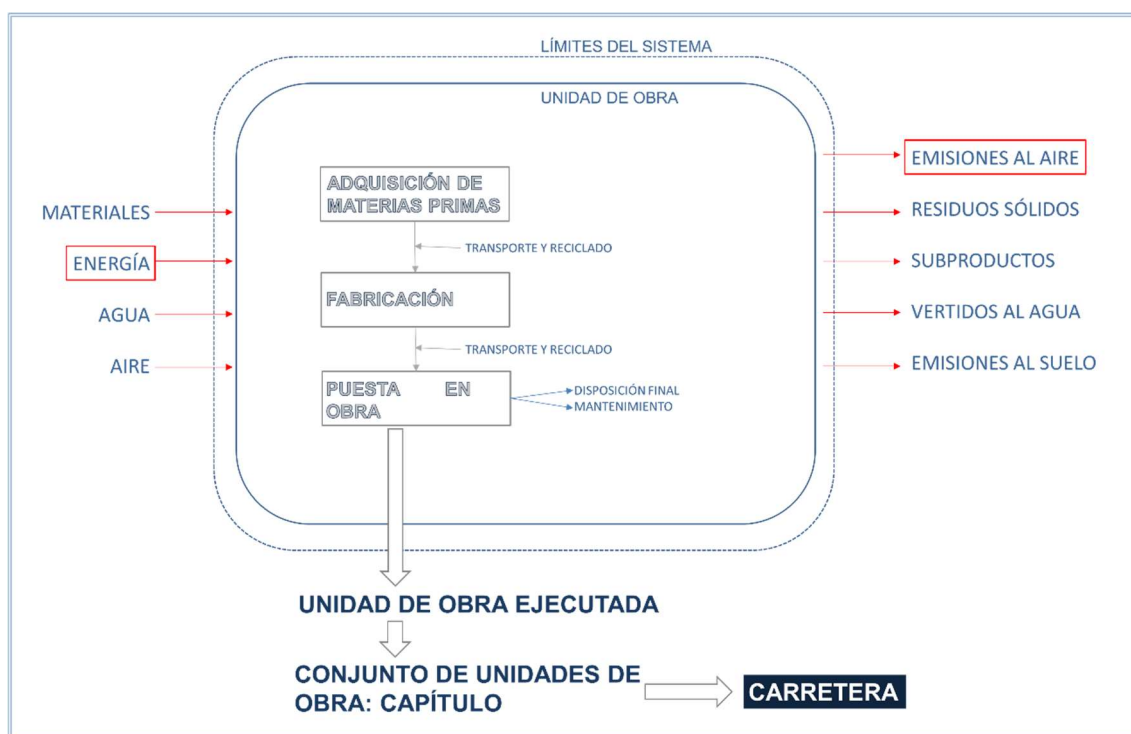 LÍMITES DEL SISTEMA
UNIDAD DE OBRA
MATERIALES
ENERGÍA
AGUA
AIRE
ADQUISICIÓN DE
MATERIAS PRIMAS
TRANSPORTE Y RECICLADO
FABRICACIÓN
TRANSPORTE Y RECICLADO
PUESTA EN
OBRA
DISPOSICIÓN FINAL
MANTENIMIENTO
EMISIONES AL AIRE
RESIDUOS SÓLIDOS
SUBPRODUCTOS
VERTIDOS AL AGUA
EMISIONES AL SUELO
UNIDAD DE OBRA EJECUTADA
CONJUNTO DE UNIDADES DE
OBRA: CAPÍTULO
CARRETERA